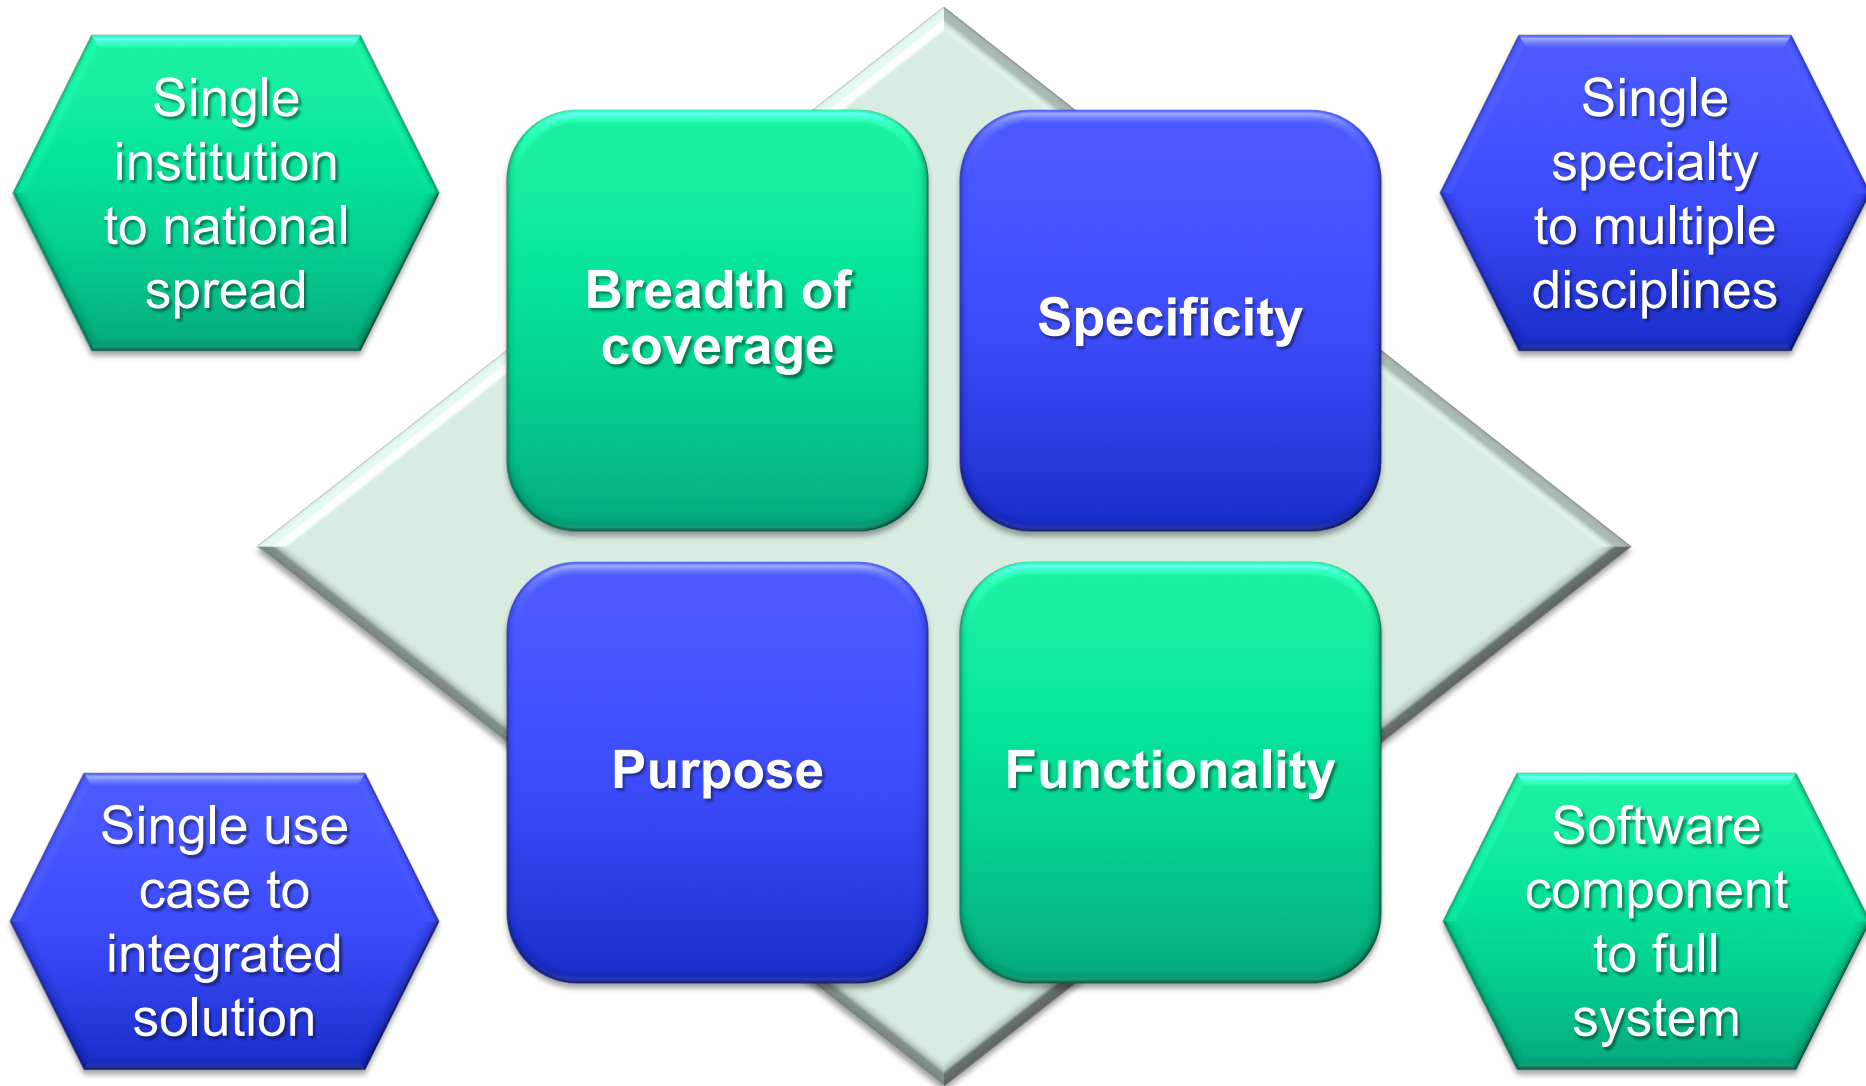 Single
institution
to national
spread
Breadth of
coverage
Specificity
Single
specialty
to multiple
disciplines
Single use
case to
integrated
solution
Purpose
Functionality
Software
component
to full
system